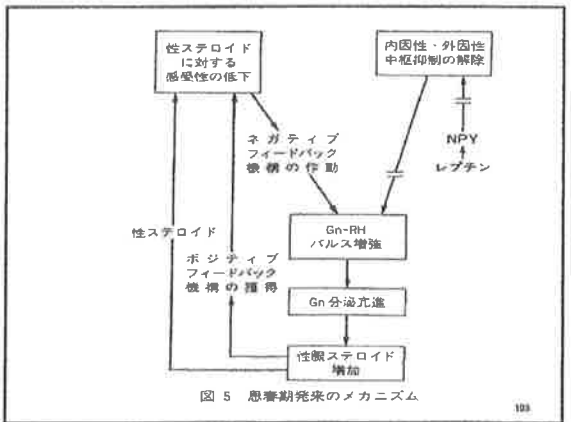 性ステロイド
に対する
感受性の低下
内因性・外因性
中枢抑制の解除
ネガティブ
フィードバック
機構の作動
NPY
レプチン
性ステロイド
Gn-RH
パルス増強
ポジティブ
フィードバック
機構の獲得
Gn分泌亢進
性腺ステロイド
増加
図 5 思春期発来のメカニズム
103